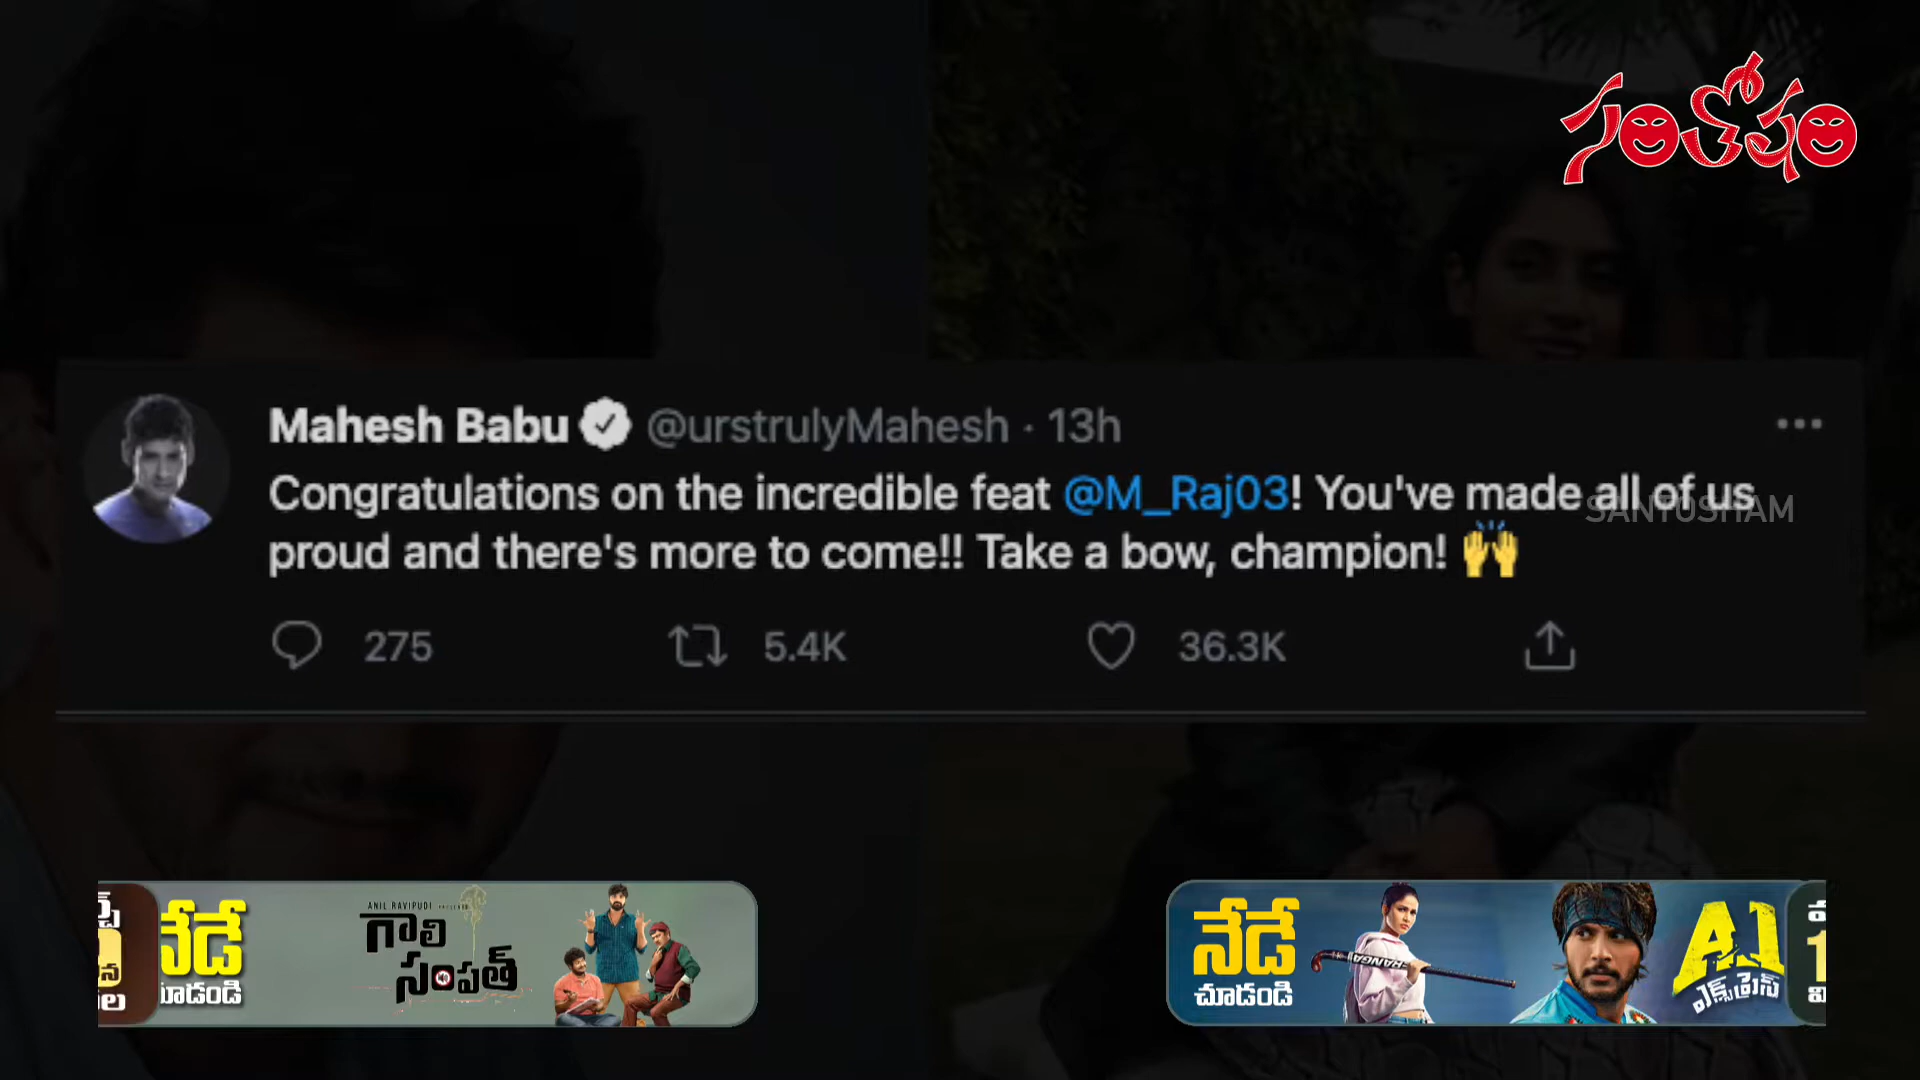 సంతోషం
Mahesh Babu @urstrulyMahesh · 13h
Congratulations on the incredible feat @M_Raj03! You've made all of us
proud and there's more to come!! Take a bow, champion! 🙌
SANTOSHAM
275 5.4K 36.3K
నేడే
చూడండి
ANIL RAVIPUDI
గాలి
సంపత్
నేడే
చూడండి
A1
ఎక్స్‌ప్రెస్